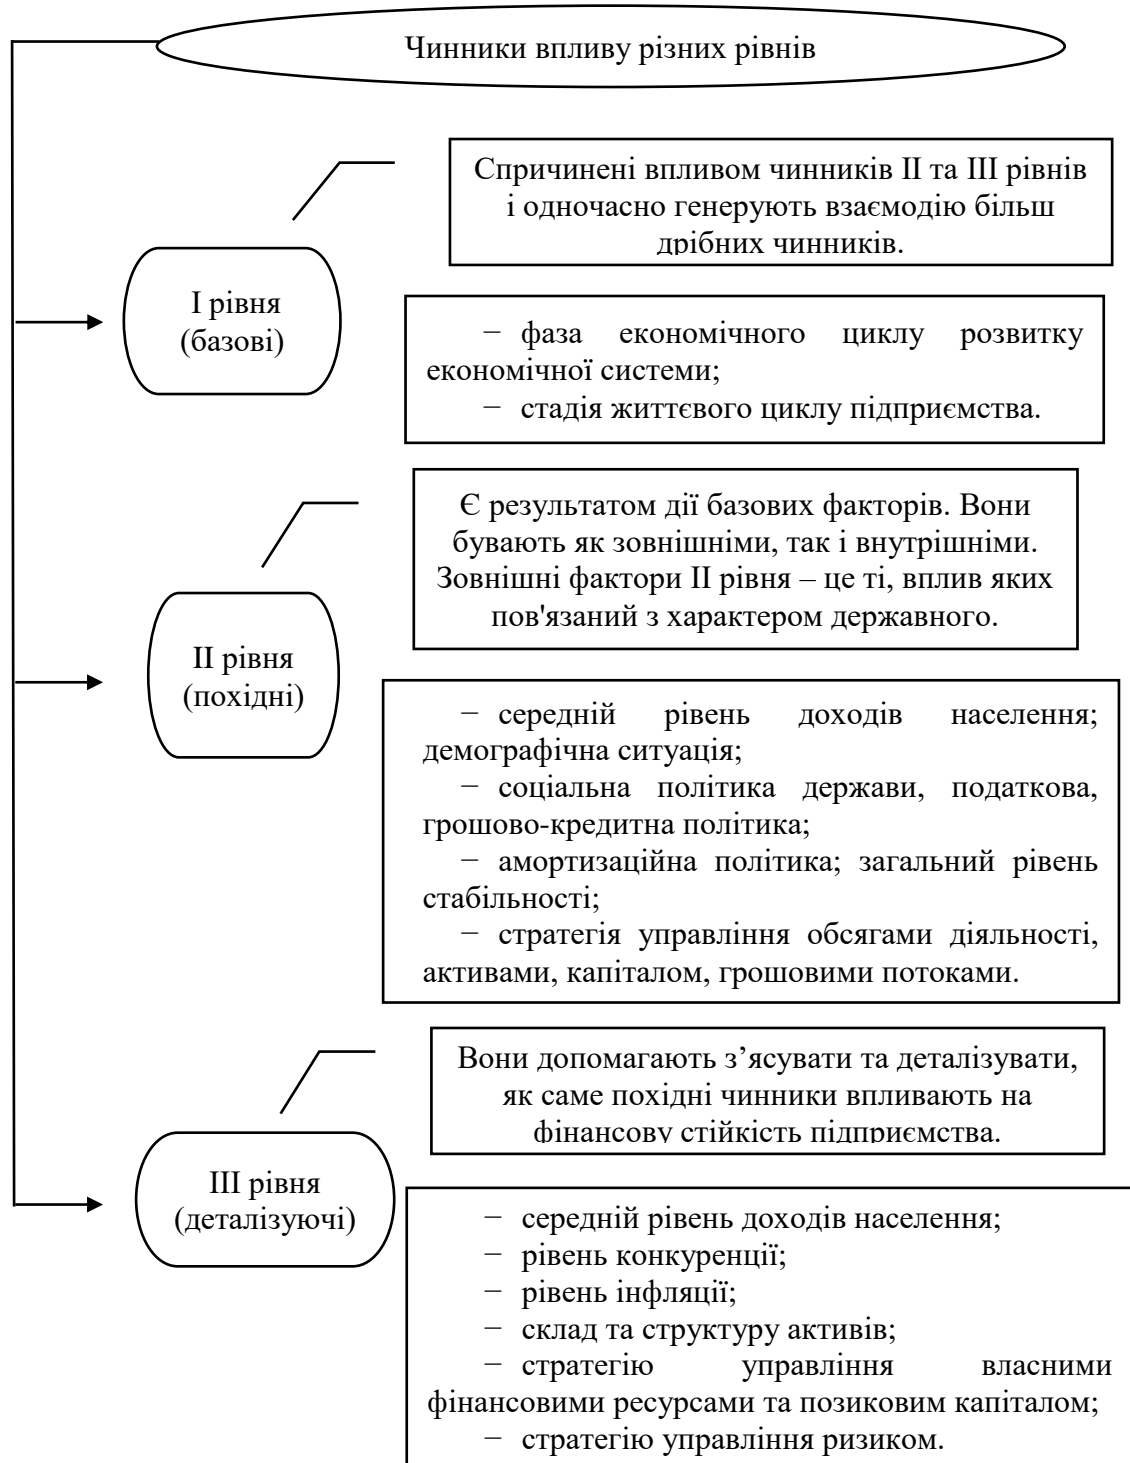 Чинники впливу різних рівнів
Спричинені впливом чинників ІІ та ІІІ рівнів
і одночасно генерують взаємодію більш
дрібних чинників.
І рівня
(базові)
− фаза економічного циклу розвитку
економічної системи;
− стадія життєвого циклу підприємства.
Є результатом дії базових факторів. Вони
бувають як зовнішніми, так і внутрішніми.
Зовнішні фактори ІІ рівня – це ті, вплив яких
пов'язаний з характером державного.
ІІ рівня
(похідні)
− середній рівень доходів населення;
демографічна ситуація;
− соціальна політика держави, податкова,
грошово-кредитна політика;
− амортизаційна політика; загальний рівень
стабільності;
− стратегія управління обсягами діяльності,
активами, капіталом, грошовими потоками.
Вони допомагають з’ясувати та деталізувати,
як саме похідні чинники впливають на
фінансову стійкість підприємства.
ІІІ рівня
(деталізуючі)
− середній рівень доходів населення;
− рівень конкуренції;
− рівень інфляції;
− склад та структуру активів;
− стратегію управління власними
фінансовими ресурсами та позиковим капіталом;
− стратегію управління ризиком.